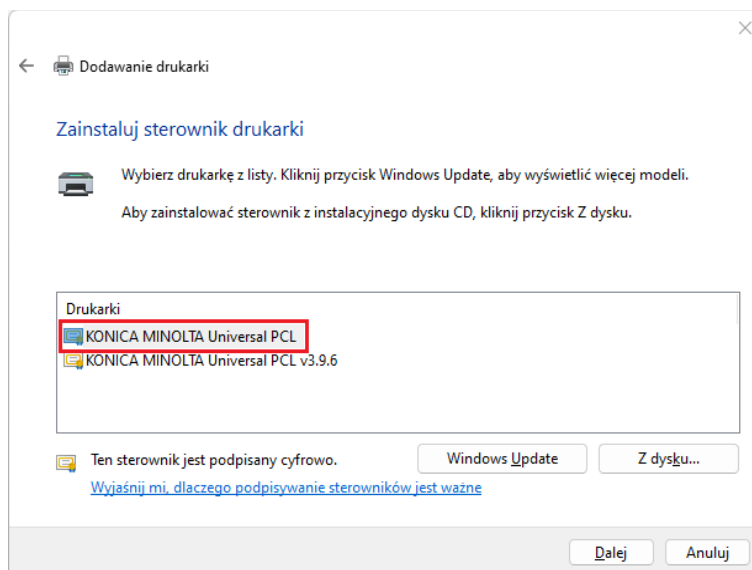 Dodawanie drukarki
Zainstaluj sterownik drukarki
Wybierz drukarkę z listy. Kliknij przycisk Windows Update, aby wyświetlić więcej modeli.
Aby zainstalować sterownik z instalacyjnego dysku CD, kliknij przycisk Z dysku.
Drukarki
KONICA MINOLTA Universal PCL
KONICA MINOLTA Universal PCL v3.9.6
Ten sterownik jest podpisany cyfrowo.
Windows Update
Z dysku...
Wyjaśnij mi, dlaczego podpisywanie sterowników jest ważne
Dalej
Anuluj